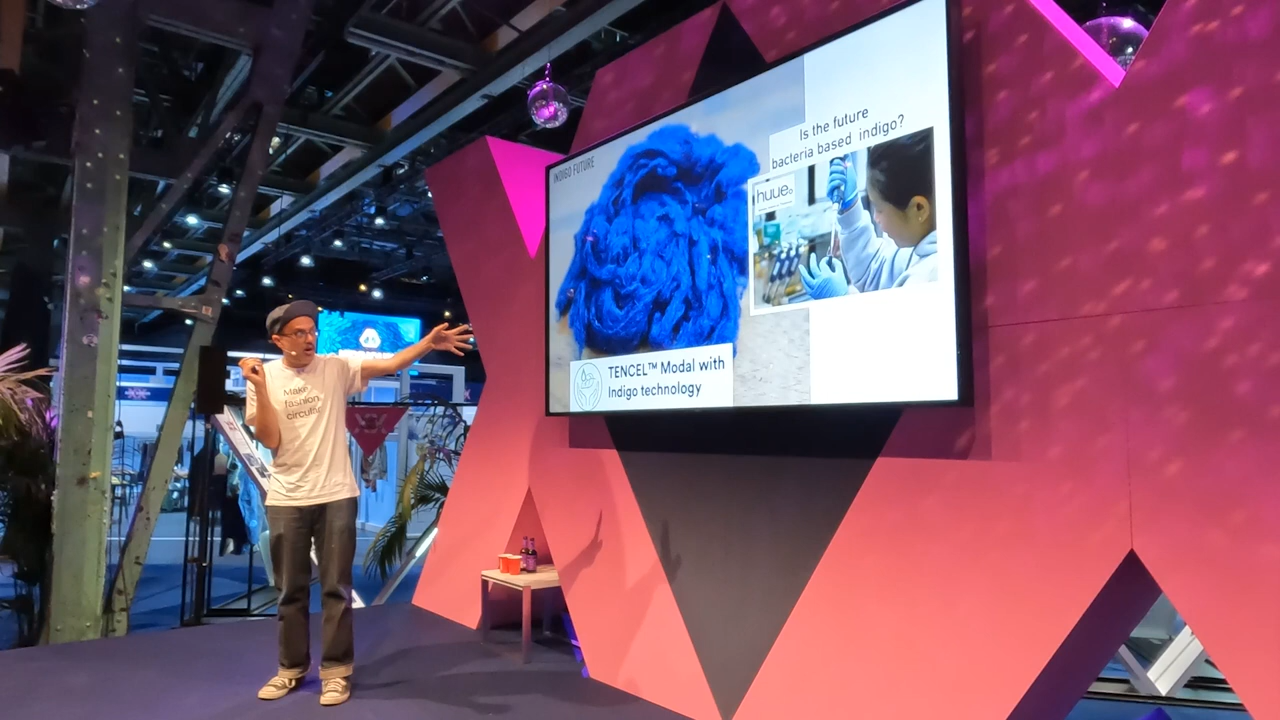 INDIGO FUTURE
Is the future
bacteria based indigo?
huue.
TENCEL™ Modal with
Indigo technology
Make
fashion
circular